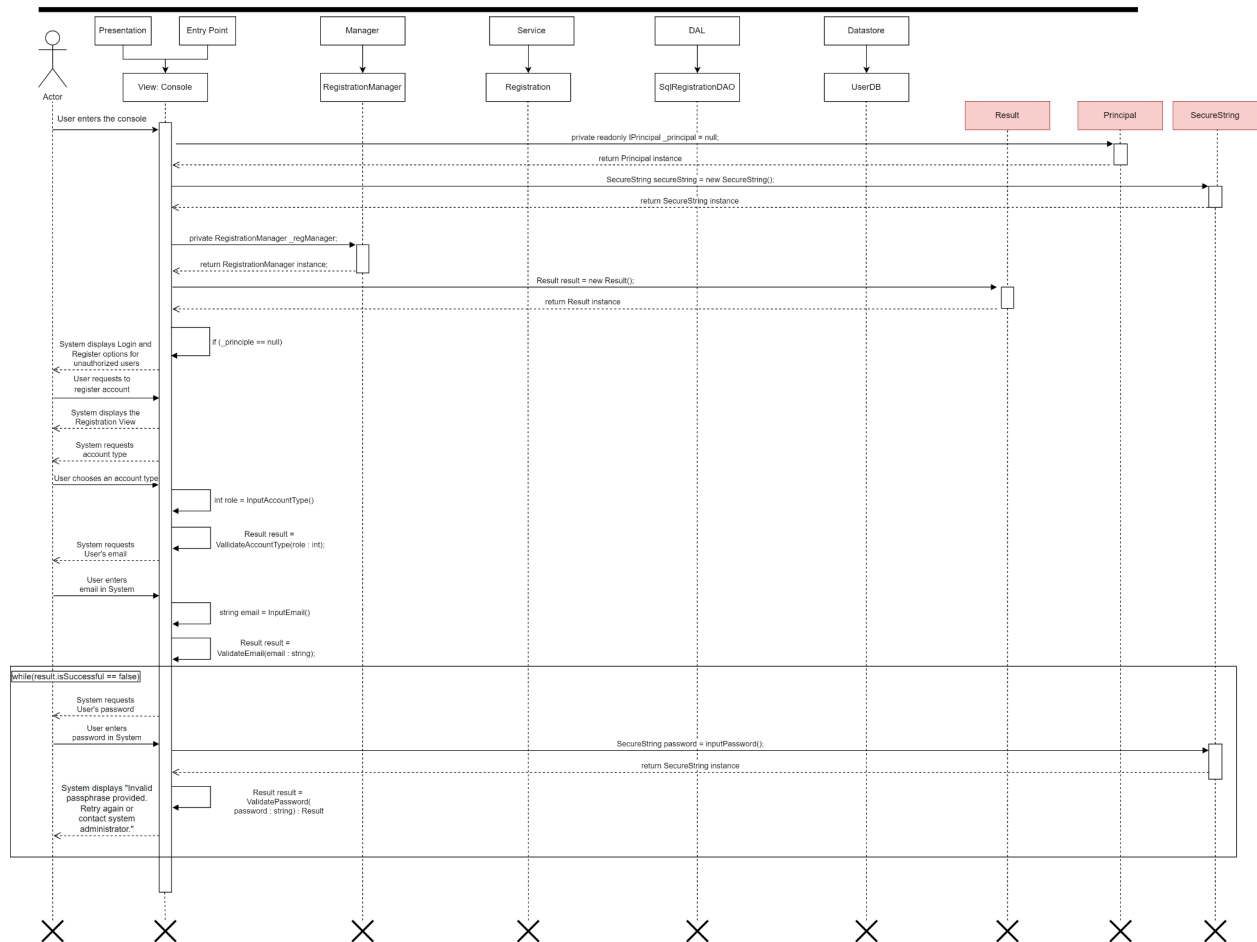 Presentation
Entry Point
Manager
Service
DAL
Datastore
Actor
View: Console
RegistrationManager
Registration
SqlRegistrationDAO
UserDB
Result
Principal
SecureString
User enters the console
private readonly IPrincipal _principal = null;
return Principal instance
SecureString secureString = new SecureString();
return SecureString instance
private RegistrationManager _regManager;
return RegistrationManager instance;
Result result = new Result();
return Result instance
if (_principle == null)
System displays Login and
Register options for
unauthorized users
User requests to
register account
System displays the
Registration View
System requests
account type
User chooses an account type
int role = InputAccountType()
Result result =
VallidateAccountType(role : int);
System requests
User's email
User enters
email in System
string email = InputEmail()
Result result =
ValidateEmail(email : string);
while(result.isSuccessful == false)
System requests
User's password
User enters
password in System
SecureString password = inputPassword();
return SecureString instance
System displays "Invalid
passphrase provided.
Retry again or
contact system
administrator."
Result result =
ValidatePassword(
password : string) : Result